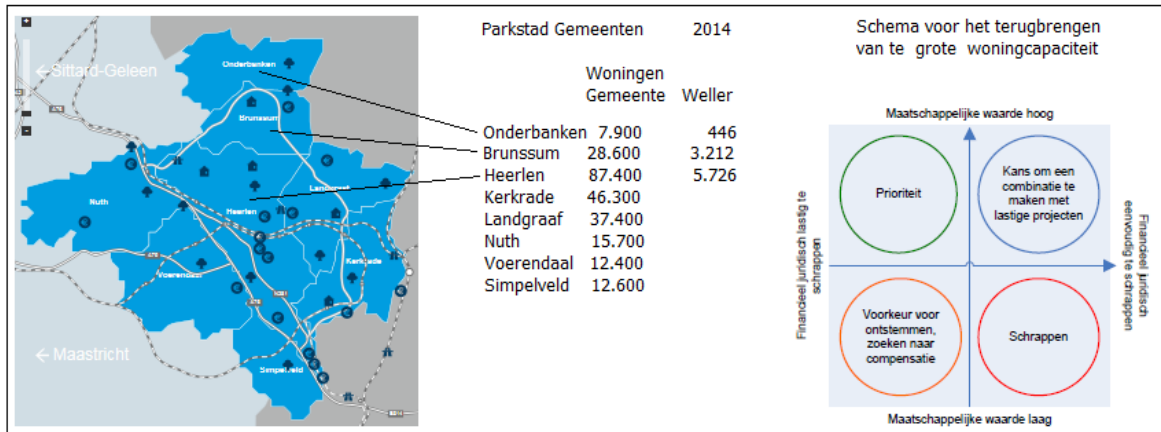 +
-
← Sittard-Geleen
Onderbanken
Brunssum
Landgraaf
Nuth
Heerlen
Voerendaal
Kerkrade
Simpelveld
← Maastricht
Parkstad Gemeenten 2014
Woningen
Gemeente Weller
Onderbanken 7.900 446
Brunssum 28.600 3.212
Heerlen 87.400 5.726
Kerkrade 46.300
Landgraaf 37.400
Nuth 15.700
Voerendaal 12.400
Simpelveld 12.600
Schema voor het terugbrengen
van te grote woningcapaciteit
Maatschappelijke waarde hoog
Financieel juridisch lastig te
schrappen
Prioriteit
Kans om een
combinatie te
maken met
lastige projecten
Financieel juridisch
eenvoudig te schrappen
Voorkeur voor
ontstemmen,
zoeken naar
compensatie
Schrappen
Maatschappelijke waarde laag